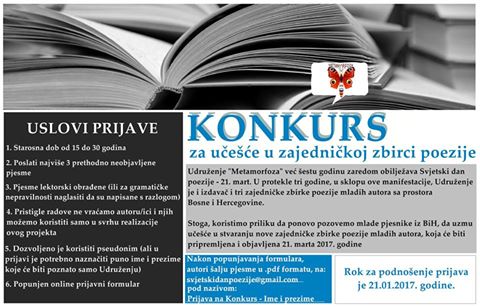 KONKURS
za učešće u zajedničkoj zbirci poezije
USLOVI PRIJAVE
1. Starosna dob od 15 do 30 godina
2. Poslati najviše 3 prethodno neobjavljene
pjesme
3. Pjesme lektorski obrađene (ili za gramatičke
nepravilnosti naglasiti da su napisane s razlogom)
4. Pristigle radove ne vraćamo autoru/ici i njih
možemo koristiti samo u svrhu realizacije
ovog projekta
5. Dozvoljeno je koristiti pseudonim (ali u
prijavi je potrebno naznačiti puno ime i prezime
koje će biti poznato samo Udruženju)
6. Popunjen online prijavni formular
Udruženje "Metamorfoza" već šestu godinu zaredom obilježava Svjetski dan
poezije - 21. mart. U protekle tri godine, u sklopu ove manifestacije, Udruženje
je i izdavač i tri zajedničke zbirke poezije mladih autora sa prostora
Bosne i Hercegovine.
Stoga, koristimo priliku da ponovo pozovemo mlade pjesnike iz BiH, da uzmu
učešće u stvaranju nove zajedničke zbirke poezije mladih autora, koja će biti
pripremljena i objavljena 21. marta 2017. godine
Nakon popunjavanja formulara,
autori šalju pjesme u .pdf formatu, na:
svjetskidanpoezije@gmail.com
pod nazivom:
Prijava na Konkurs - Ime i prezime
Rok za podnošenje prijava
je 21.01.2017. godine.